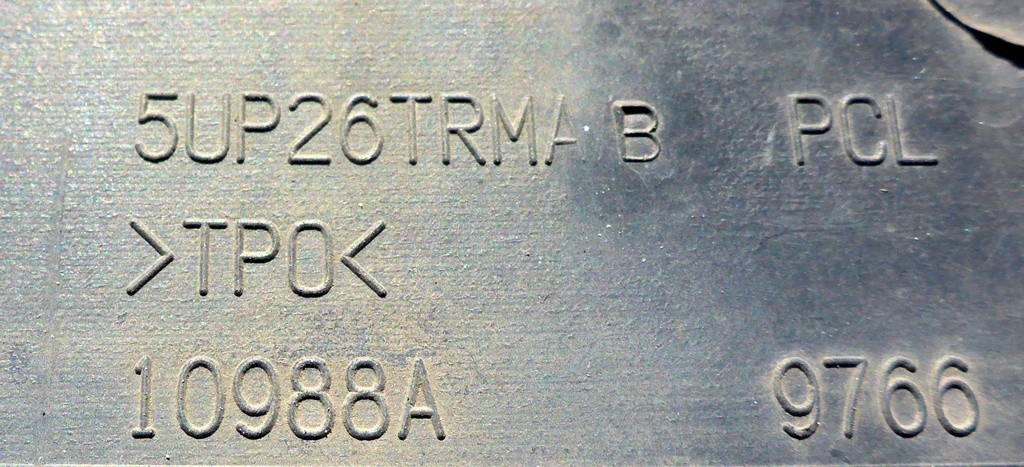 5UP26TRMA B PCL
>TPO<
10988A 9766